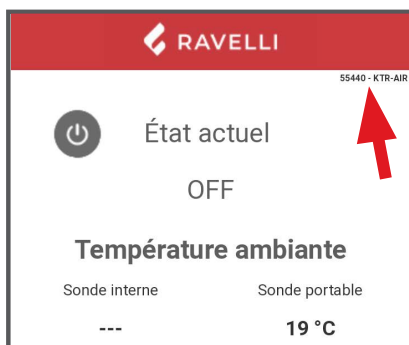 RAVELLI
55440 - KTR-AIR
État actuel
OFF
Température ambiante
Sonde interne Sonde portable
--- 19 °C